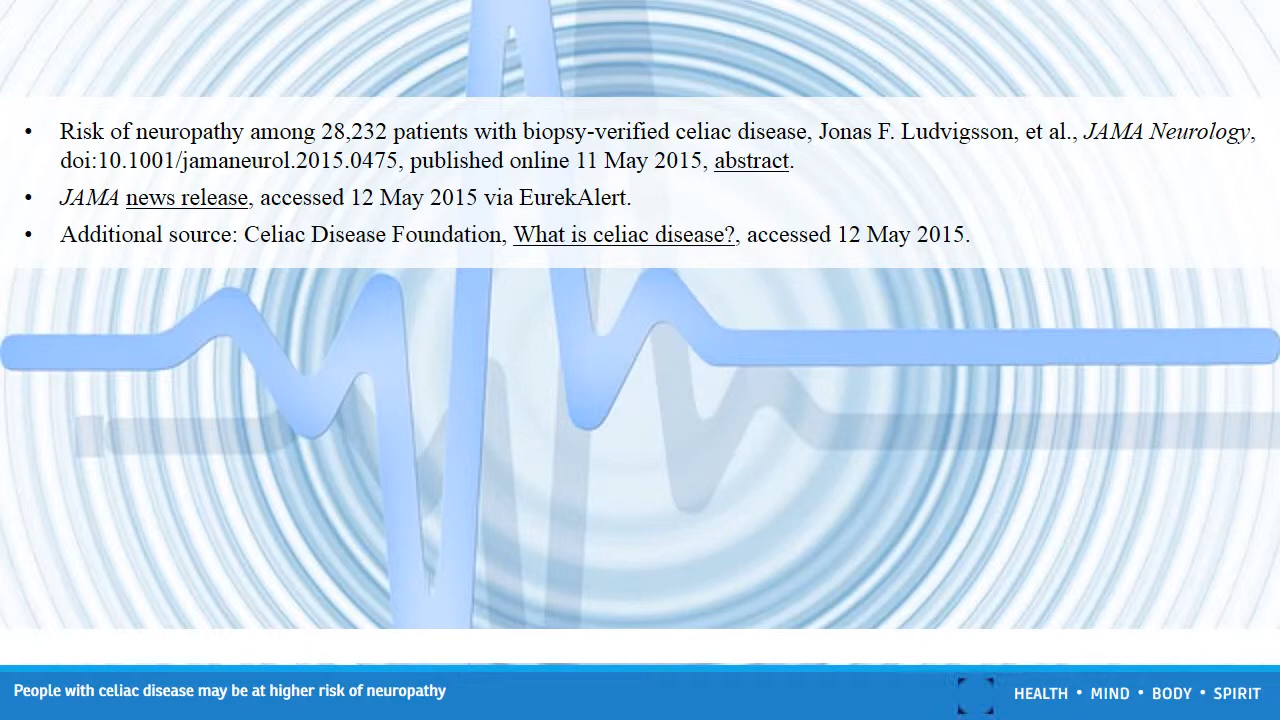 • Risk of neuropathy among 28,232 patients with biopsy-verified celiac disease, Jonas F. Ludvigsson, et al., JAMA Neurology,
doi:10.1001/jamaneurol.2015.0475, published online 11 May 2015, abstract.
• JAMA news release, accessed 12 May 2015 via EurekAlert.
• Additional source: Celiac Disease Foundation, What is celiac disease?, accessed 12 May 2015.
People with celiac disease may be at higher risk of neuropathy
HEALTH • MIND • BODY • SPIRIT